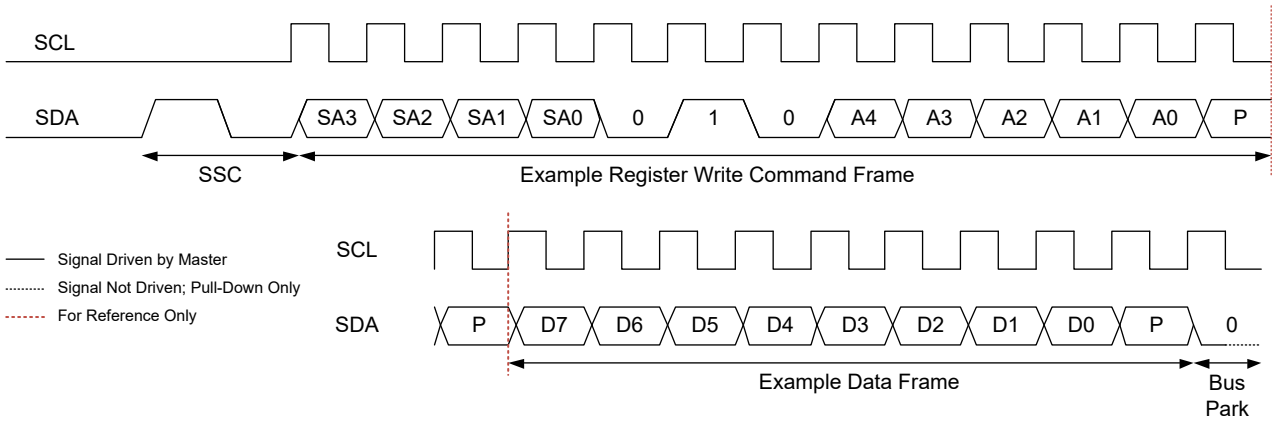 SCL
SDA
SA3 SA2 SA1 SA0 0 1 0 A4 A3 A2 A1 A0 P
SSC
Example Register Write Command Frame
Signal Driven by Master
Signal Not Driven; Pull-Down Only
For Reference Only
SCL
SDA
P D7 D6 D5 D4 D3 D2 D1 D0 P 0
Example Data Frame
Bus
Park